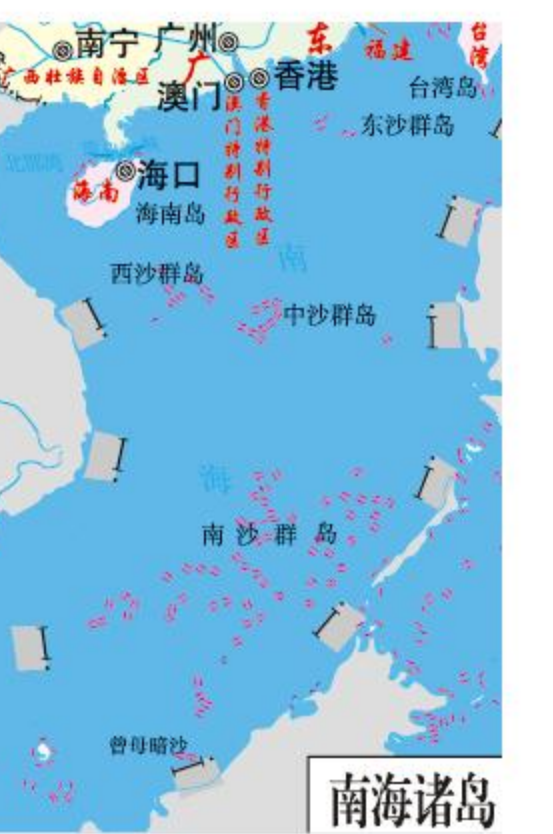 南宁
广州
广
东
福建
台湾
广西壮族自治区
澳门
香港
台湾岛
澳门特别行政区
香港特别行政区
东沙群岛
海口
海南
海南岛
南
西沙群岛
中沙群岛
海
南沙群岛
曾母暗沙
南海诸岛